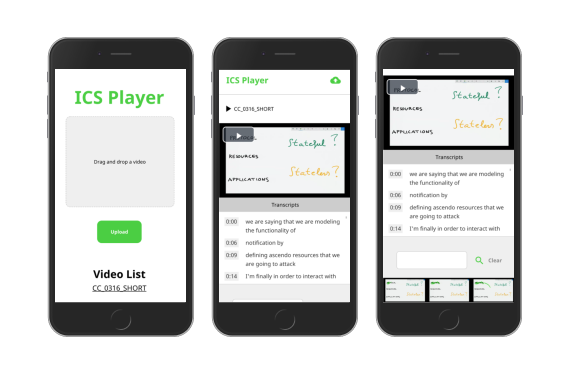 ICS Player
Drag and drop a video
Upload
Video List
CC_0316_SHORT
ICS Player
CC_0316_SHORT
Stateful ?
RESOURCES
Stateless ?
APPLICATIONS
Transcripts
0:00 we are saying that we are modeling
the functionality of
0:06 notification by
0:09 defining ascendo resources that we
are going to attack
0:14 I'm finally in order to interact with
Stateful ?
RESOURCES
Stateless ?
APPLICATIONS
Transcripts
0:00 we are saying that we are modeling
the functionality of
0:06 notification by
0:09 defining ascendo resources that we
are going to attack
0:14 I'm finally in order to interact with
Clear